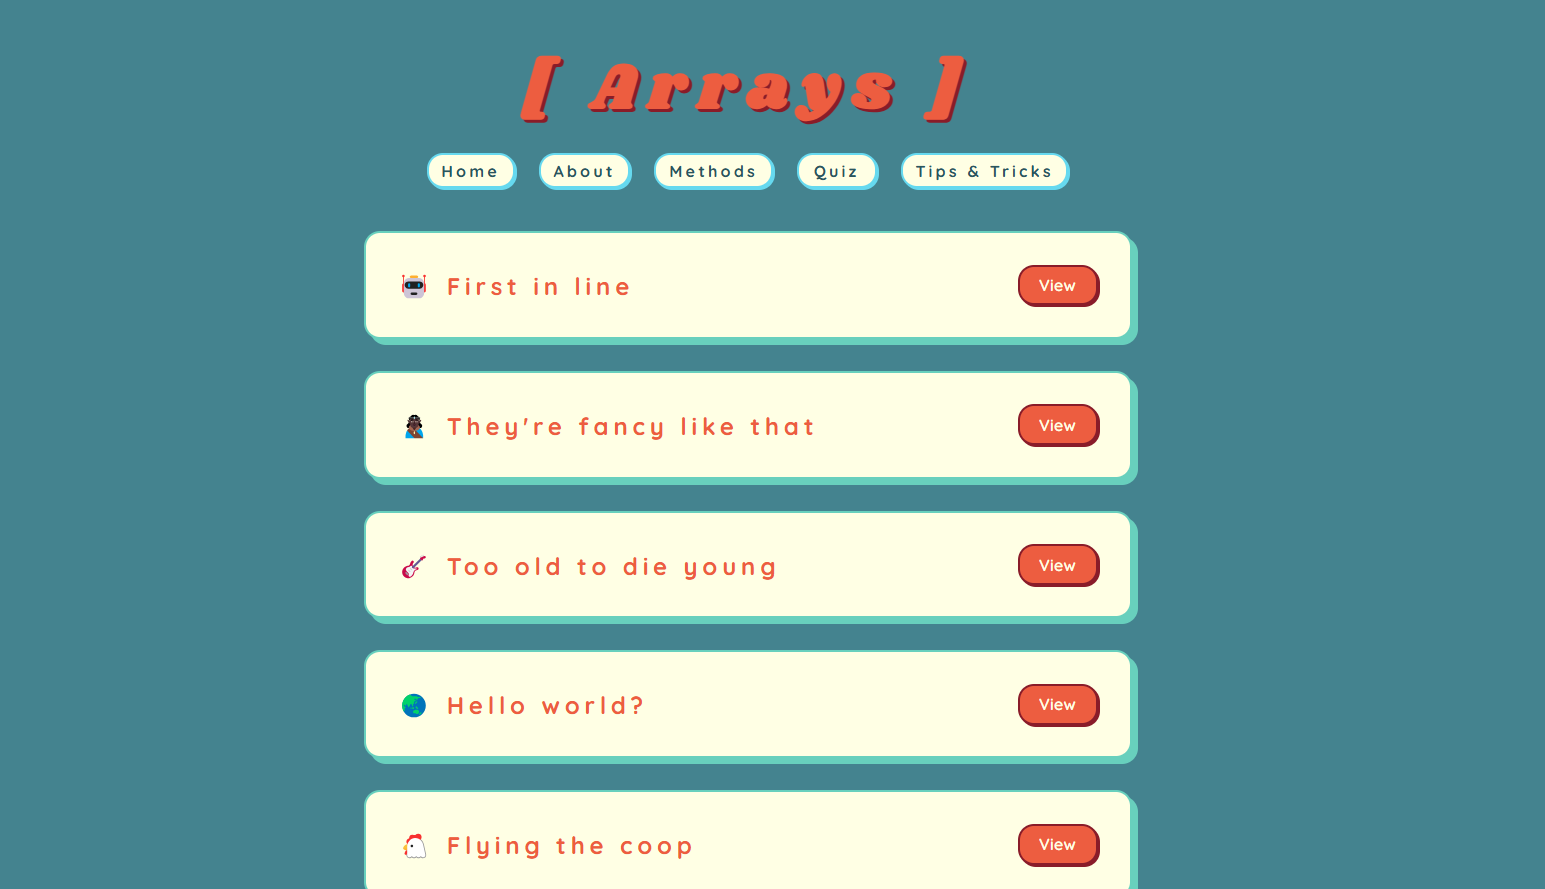 [ Arrays ]
Home About Methods Quiz Tips & Tricks
First in line View
They're fancy like that View
Too old to die young View
Hello world? View
Flying the coop View